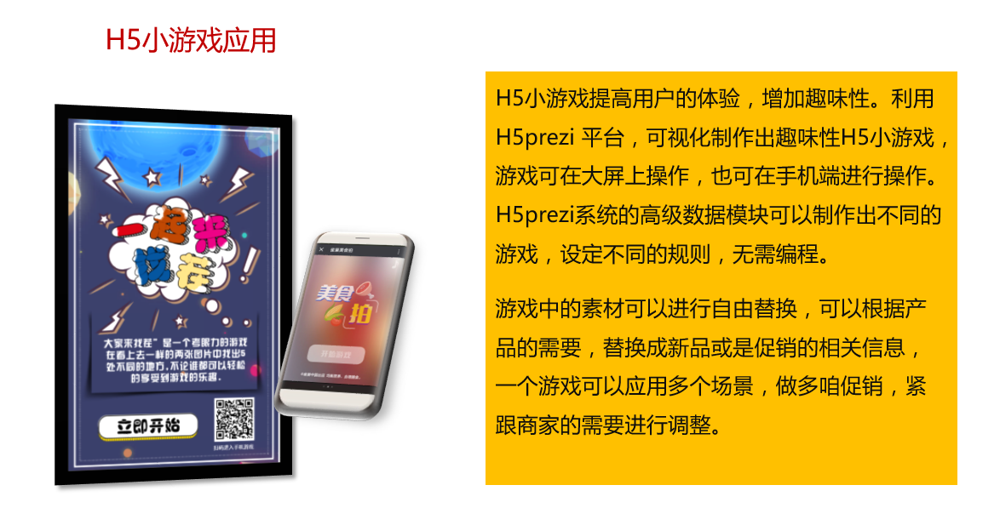 H5小游戏应用
一起来
找茬
大家来找茬”是一个考眼力的游戏
在看上去一样的两张图片中找出5
处不同的地方,不论谁都可以轻松
的享受到游戏的乐趣.
立即开始
扫码进入手机游戏
美食
拍
开启游戏
H5小游戏提高用户的体验，增加趣味性。利用
H5prezi 平台，可视化制作出趣味性H5小游戏，
游戏可在大屏上操作，也可在手机端进行操作。
H5prezi系统的高级数据模块可以制作出不同的
游戏，设定不同的规则，无需编程。
游戏中的素材可以进行自由替换，可以根据产
品的需要，替换成新品或是促销的相关信息，
一个游戏可以应用多个场景，做多咱促销，紧
跟商家的需要进行调整。